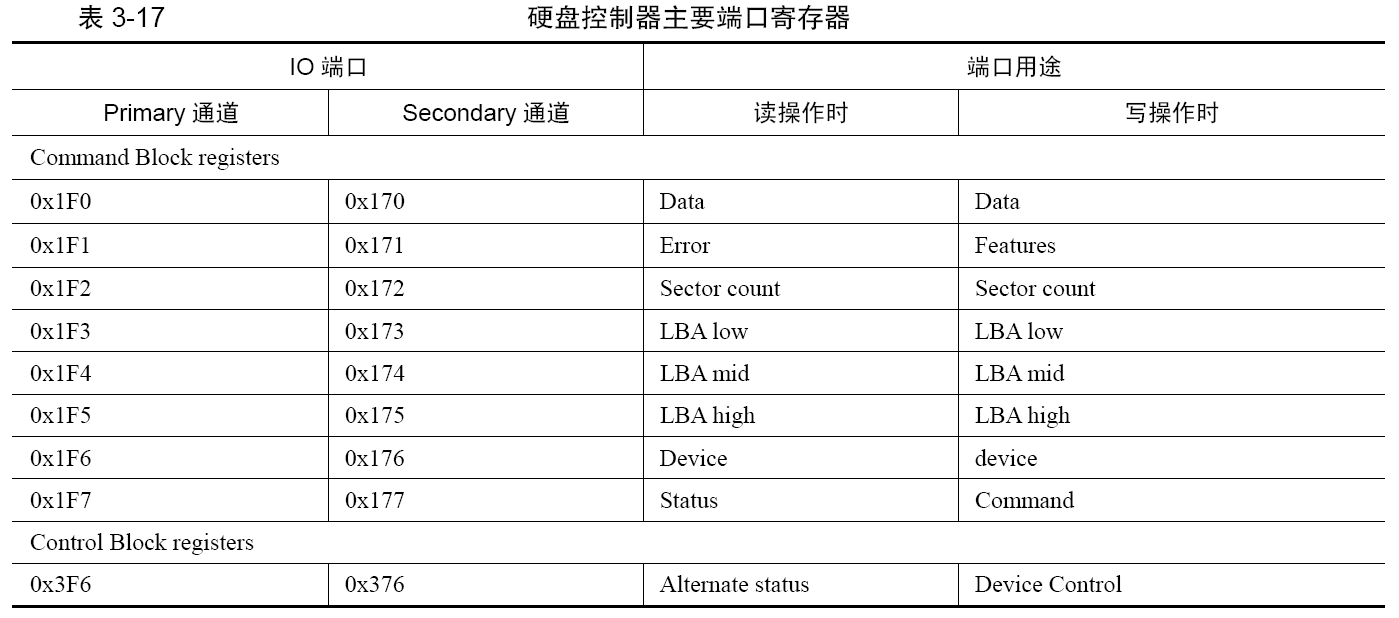 表 3-17 硬盘控制器主要端口寄存器
IO 端口 端口用途
Primary 通道 Secondary 通道 读操作时 写操作时
Command Block registers
0x1F0 0x170 Data Data
0x1F1 0x171 Error Features
0x1F2 0x172 Sector count Sector count
0x1F3 0x173 LBA low LBA low
0x1F4 0x174 LBA mid LBA mid
0x1F5 0x175 LBA high LBA high
0x1F6 0x176 Device device
0x1F7 0x177 Status Command
Control Block registers
0x3F6 0x376 Alternate status Device Control